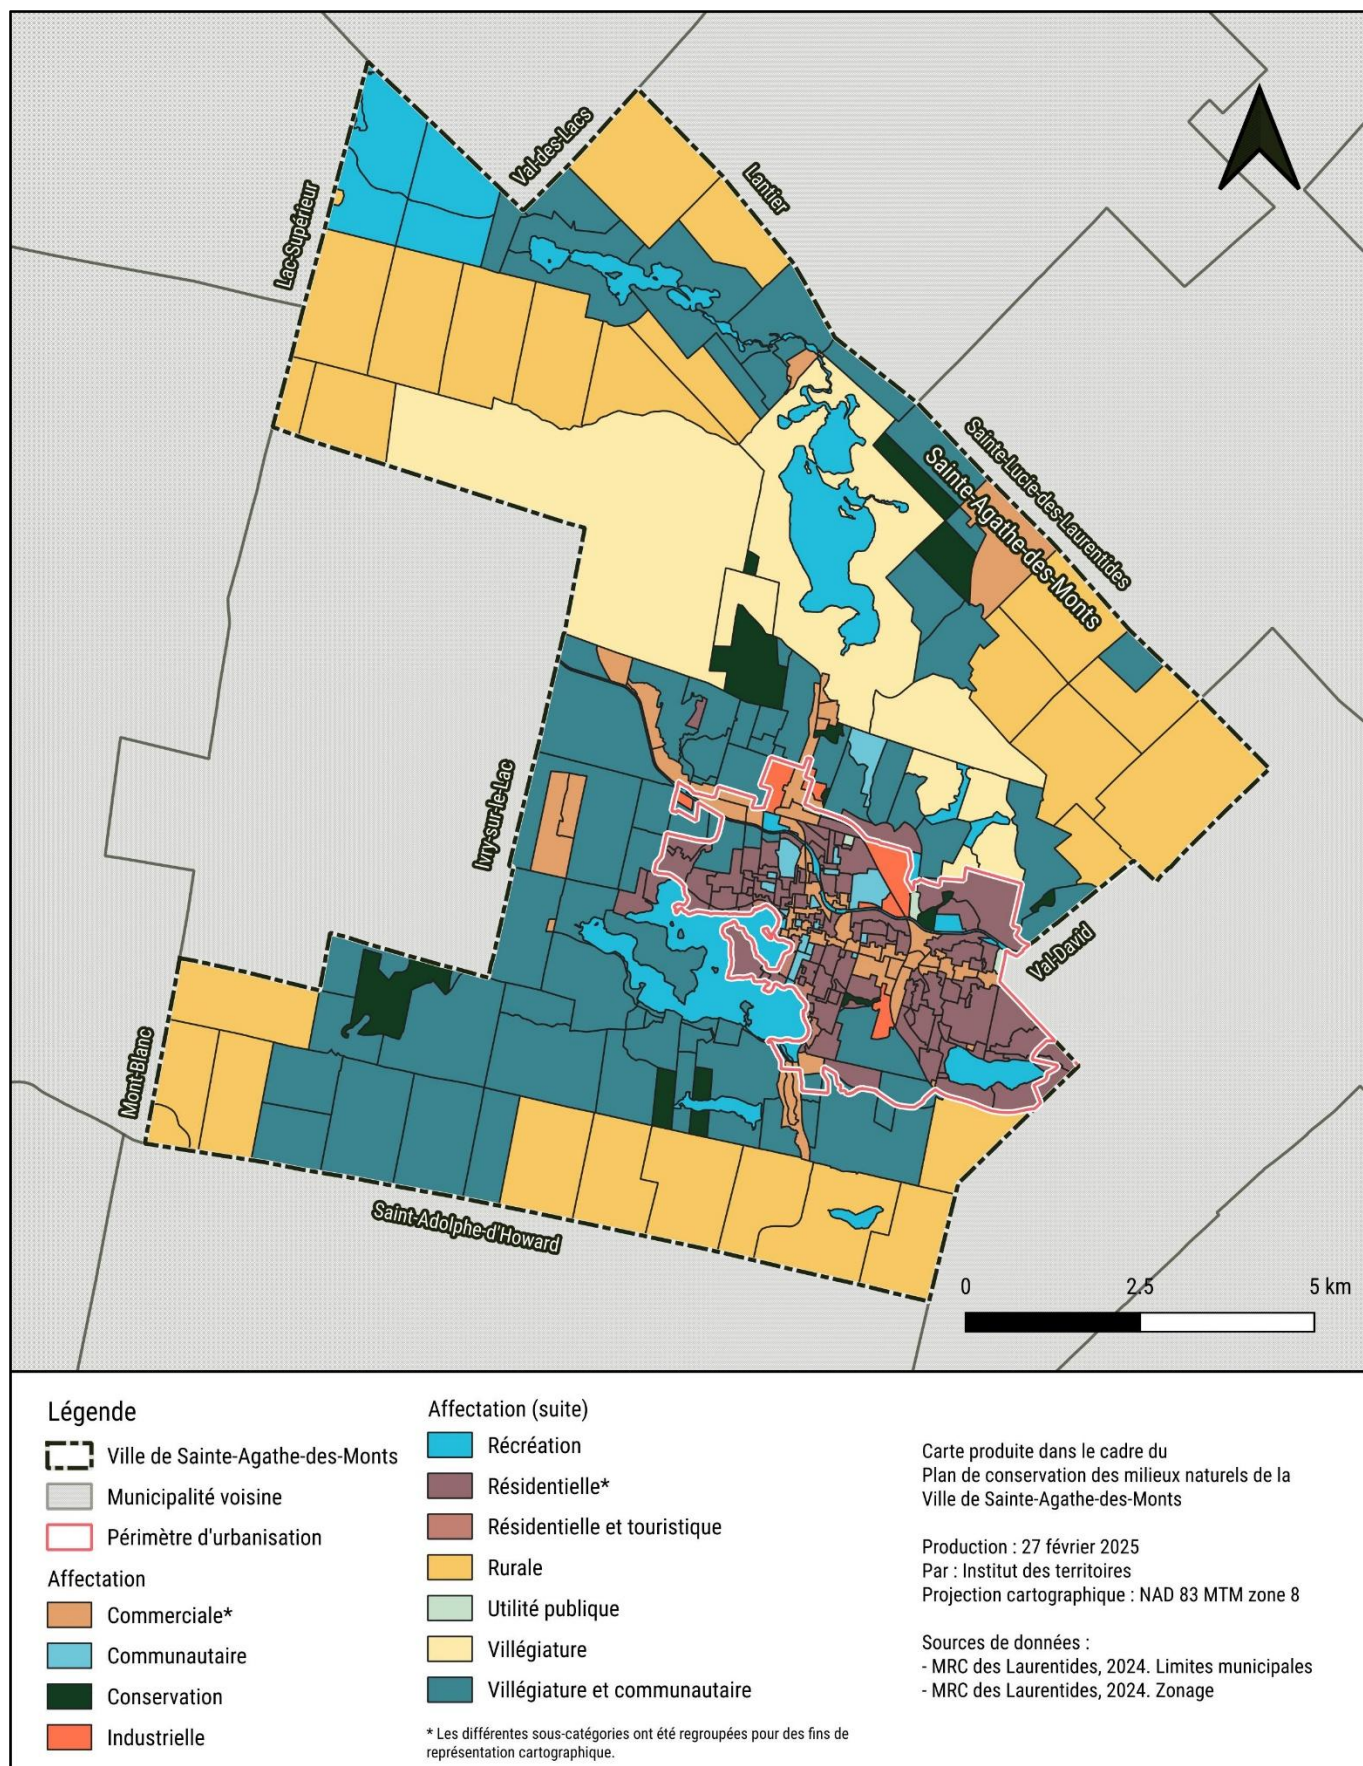 Val-des-Lacs
Lantier
Lac-Supérieur
Sainte-Lucie-des-Laurentides
Sainte-Agathe-des-Monts
Ivry-sur-le-Lac
Val-David
Mont-Blanc
Saint-Adolphe-d'Howard
0 2.5 5 km
Légende
Ville de Sainte-Agathe-des-Monts
Municipalité voisine
Périmètre d'urbanisation
Affectation
Commerciale*
Communautaire
Conservation
Industrielle
Affectation (suite)
Récréation
Résidentielle*
Résidentielle et touristique
Rurale
Utilité publique
Villégiature
Villégiature et communautaire
* Les différentes sous-catégories ont été regroupées pour des fins de
représentation cartographique.
Carte produite dans le cadre du
Plan de conservation des milieux naturels de la
Ville de Sainte-Agathe-des-Monts
Production : 27 février 2025
Par : Institut des territoires
Projection cartographique : NAD 83 MTM zone 8
Sources de données :
- MRC des Laurentides, 2024. Limites municipales
- MRC des Laurentides, 2024. Zonage